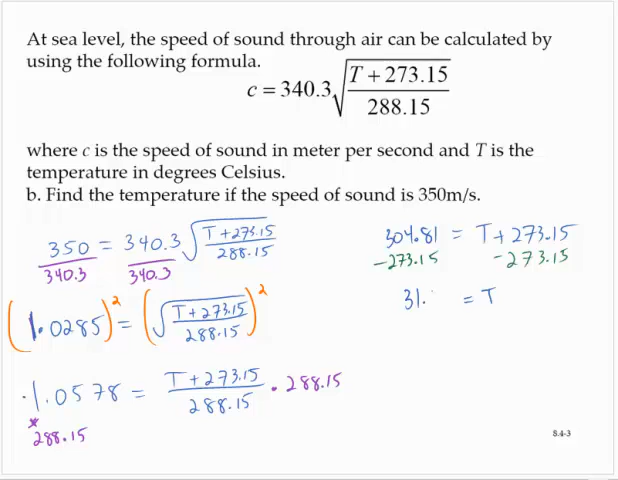 At sea level, the speed of sound through air can be calculated by
using the following formula.
c = 340.3√((T + 273.15)/288.15)
where c is the speed of sound in meter per second and T is the
temperature in degrees Celsius.
b. Find the temperature if the speed of sound is 350m/s.
350 = 340.3 √((T+273.15)/288.15)
340.3 340.3
(1.0285)² = (√((T+273.15)/288.15))²
1.0578 = (T+273.15)/288.15 · 288.15
* 288.15
304.81 = T+273.15
-273.15 -273.15
31. = T
8.4-3